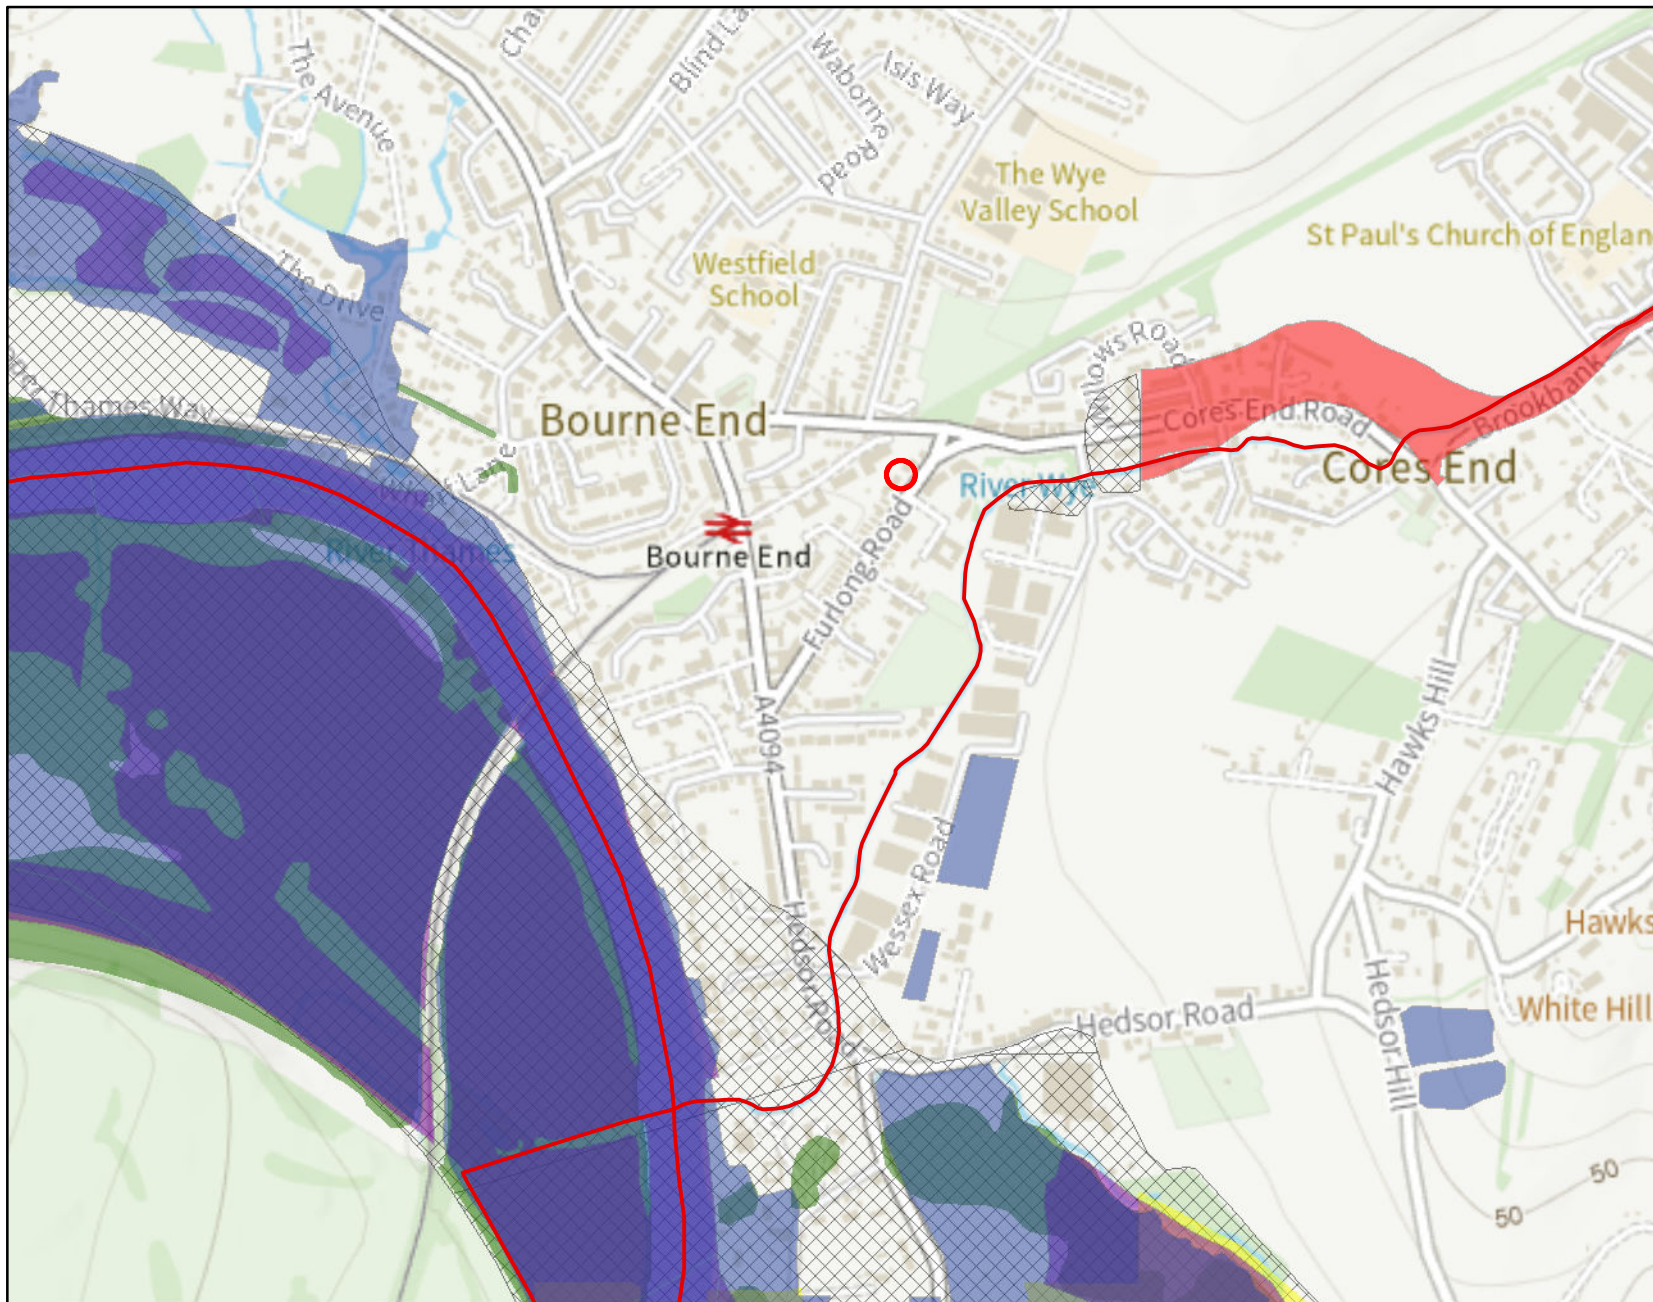 The Avenue
Blind La
Waborne
Road
Isis Way
The Wye
Valley School
St Paul's Church of Englan
Westfield
School
The Drive
Thames Way
Bourne End
Willows Road
Cores End Road
Brookbank
Cores End
River Wye
Lane
River Thames
Bourne End
Furlong Road
A4094
Hawks Hill
Wessex Road
Hedsor Road
Hawks
White Hill
Hedsor Road
Hedsor Hill
50
50